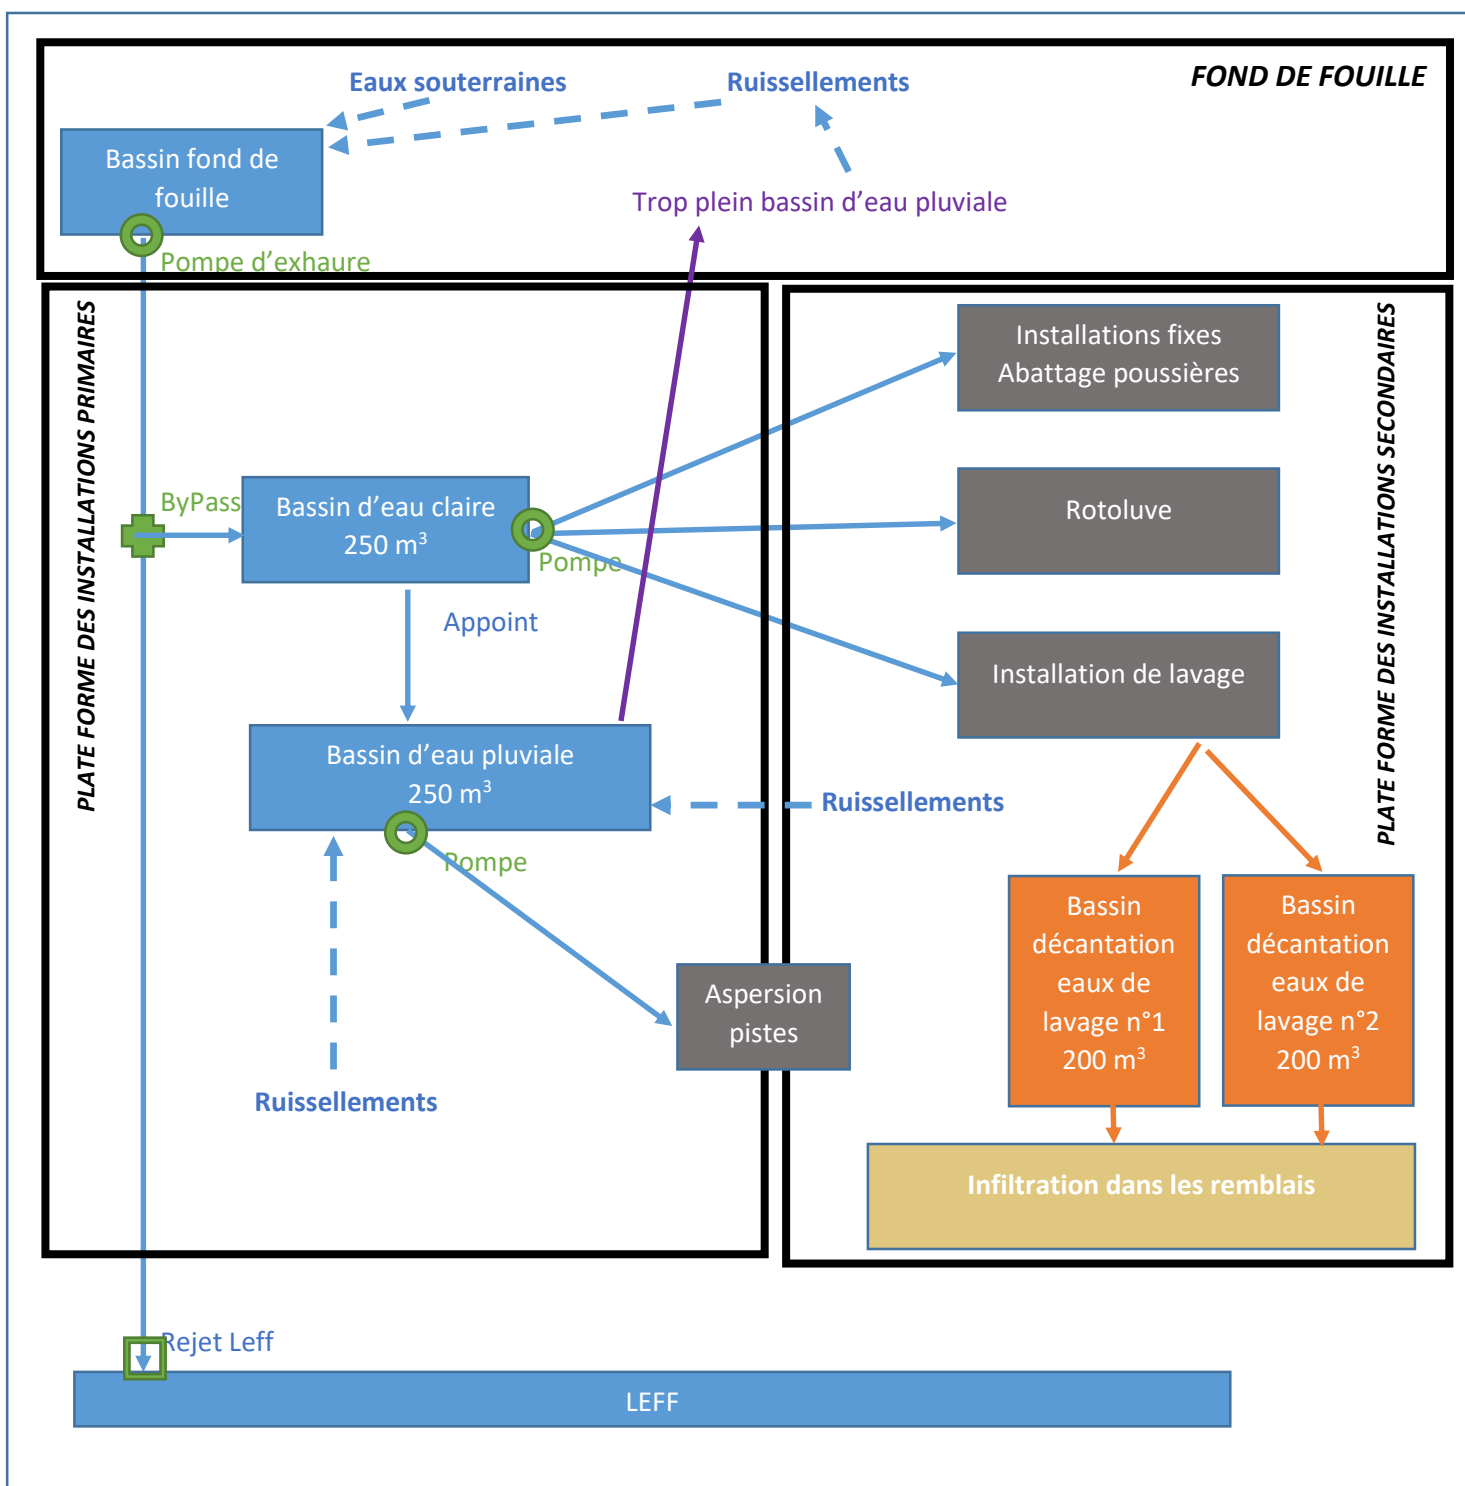 FOND DE FOUILLE
Eaux souterraines
Ruissellements
Bassin fond de
fouille
Trop plein bassin d'eau pluviale
Pompe d'exhaure
PLATE FORME DES INSTALLATIONS PRIMAIRES
ByPass
Bassin d'eau claire
250 m³
Pompe
Appoint
Bassin d'eau pluviale
250 m³
Pompe
Ruissellements
Ruissellements
Aspersion
pistes
PLATE FORME DES INSTALLATIONS SECONDAIRES
Installations fixes
Abattage poussières
Rotoluve
Installation de lavage
Bassin
décantation
eaux de
lavage n°1
200 m³
Bassin
décantation
eaux de
lavage n°2
200 m³
Infiltration dans les remblais
Rejet Leff
LEFF